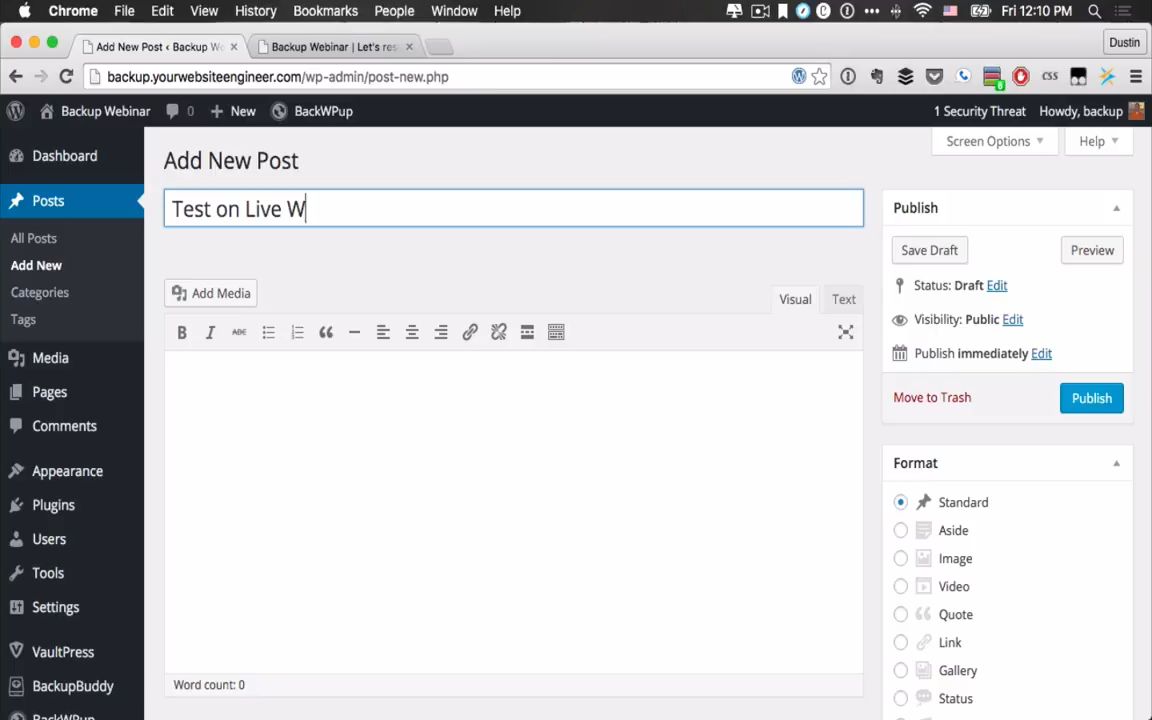 Chrome File Edit View History Bookmarks People Window Help Fri 12:10 PM
Add New Post ‹ Backup We
Backup Webinar | Let's res
Dustin
backup.yourwebsiteengineer.com/wp-admin/post-new.php
CSS
8
Backup Webinar 0 New BackWPup 1 Security Threat Howdy, backup
Screen Options Help
Dashboard
Posts
All Posts
Add New
Categories
Tags
Media
Pages
Comments
Appearance
Plugins
Users
Tools
Settings
VaultPress
BackupBuddy
BackWPup
Add New Post
Test on Live W
Add Media
Visual Text
B I ABC
Word count: 0
Publish
Save Draft Preview
Status: Draft Edit
Visibility: Public Edit
Publish immediately Edit
Move to Trash Publish
Format
Standard
Aside
Image
Video
Quote
Link
Gallery
Status